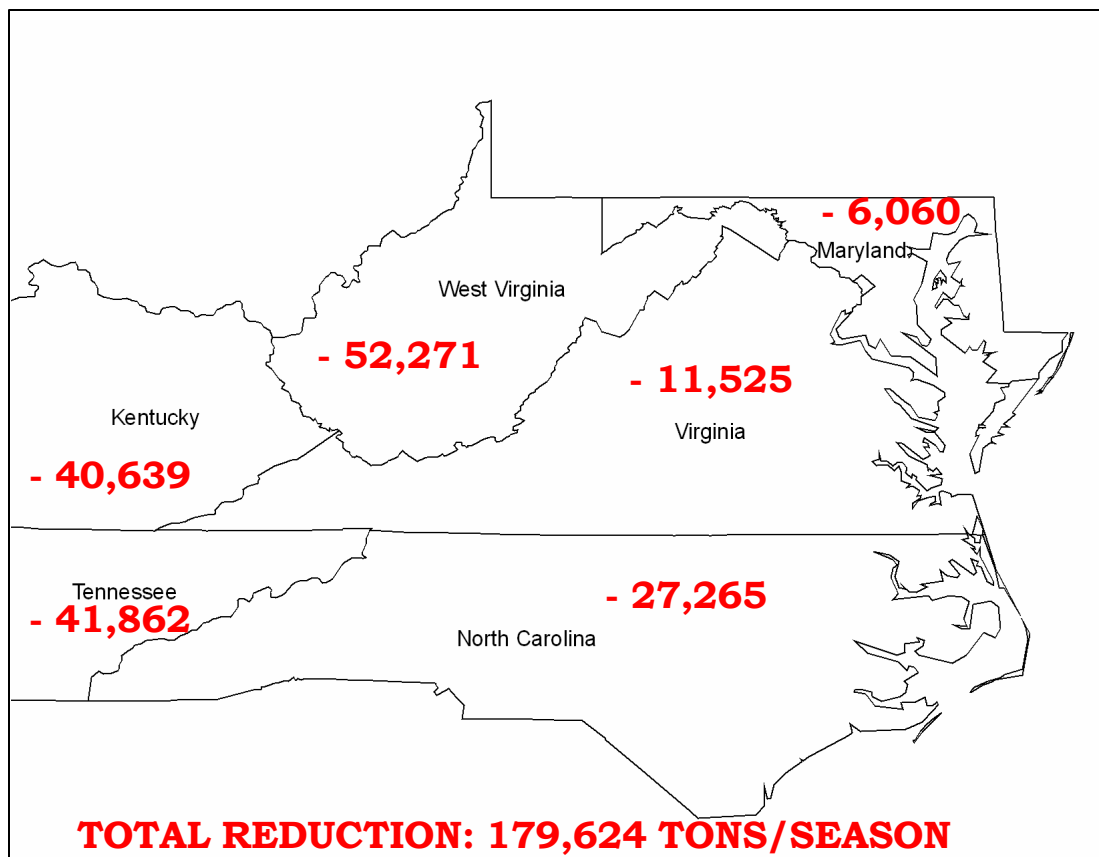 - 6,060
Maryland
West Virginia
- 52,271
- 11,525
Kentucky
Virginia
- 40,639
Tennessee
- 41,862
- 27,265
North Carolina
TOTAL REDUCTION: 179,624 TONS/SEASON